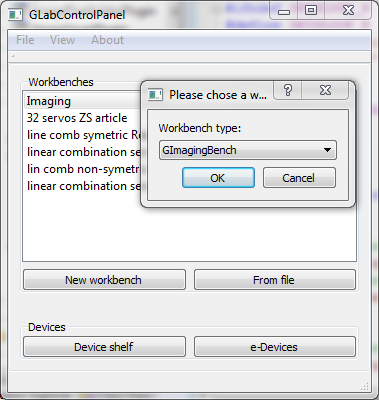 GLabControlPanel
File View About
Workbenches
Imaging
32 servos ZS article
line comb symetric Re
linear combination se
lin comb non-symetr
linear combination se
Please chose a w...
Workbench type:
GImagingBench
OK Cancel
New workbench From file
Devices
Device shelf e-Devices